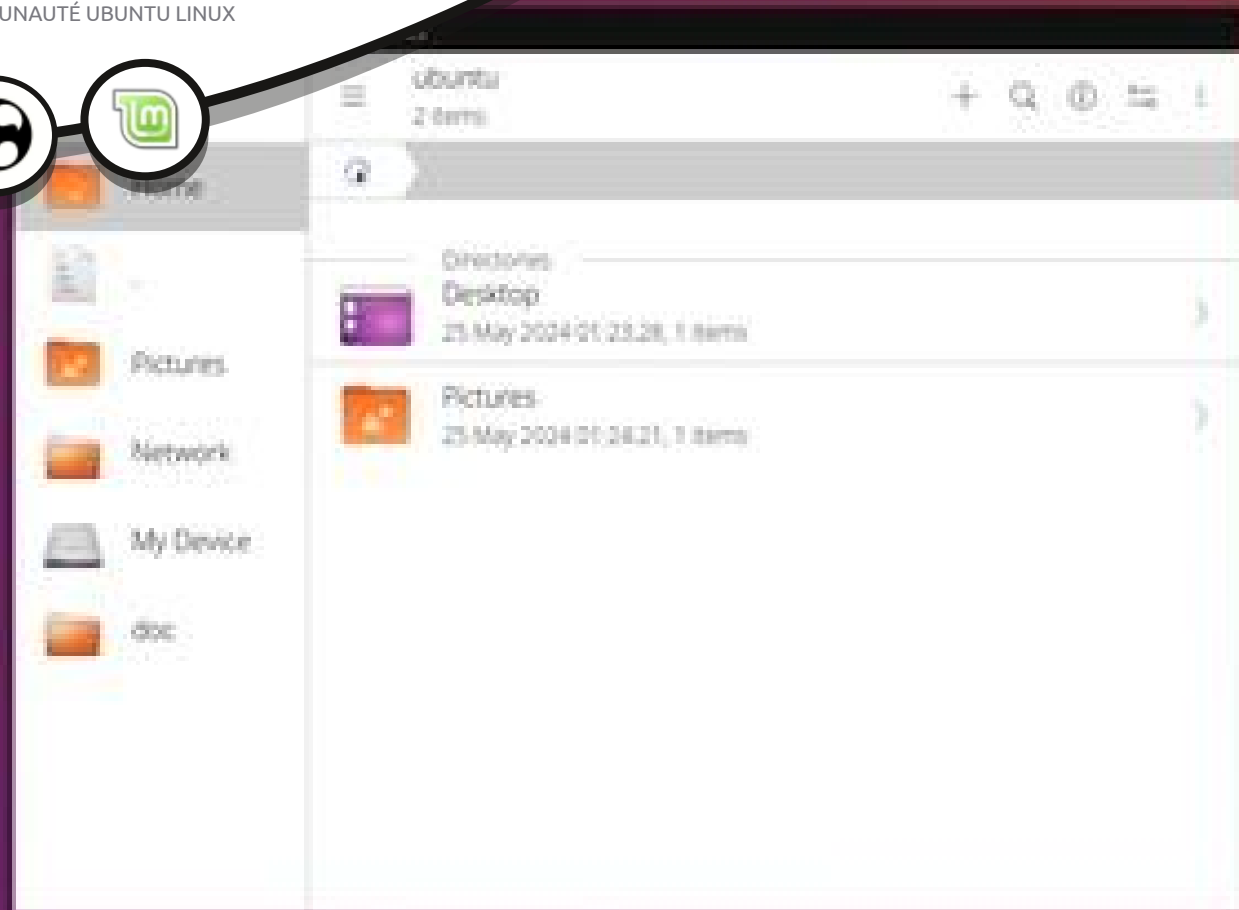 UNAUTÉ UBUNTU LINUX
ubuntu
2 items
Home
Directories
Desktop
25 May 2024 01:23:28, 1 items
Pictures
25 May 2024 01:24:21, 1 items
Pictures
Network
My Device
doc